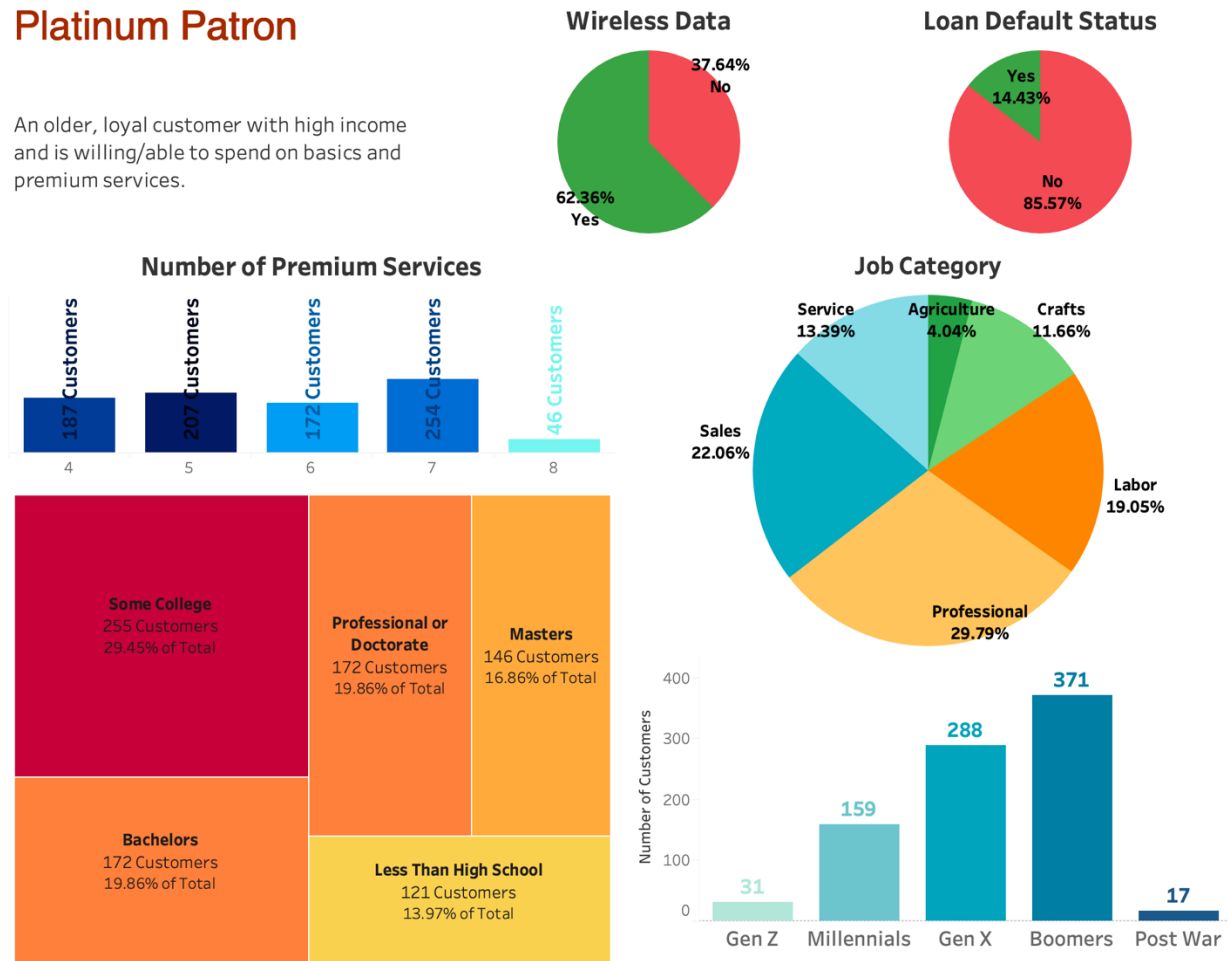 Platinum Patron
An older, loyal customer with high income
and is willing/able to spend on basics and
premium services.
Wireless Data
37.64%
No
62.36%
Yes
Loan Default Status
Yes
14.43%
No
85.57%
Number of Premium Services
187 Customers
207 Customers
172 Customers
254 Customers
46 Customers
4
5
6
7
8
Job Category
Service
13.39%
Agriculture
4.04%
Crafts
11.66%
Sales
22.06%
Labor
19.05%
Professional
29.79%
Some College
255 Customers
29.45% of Total
Professional or
Doctorate
172 Customers
19.86% of Total
Masters
146 Customers
16.86% of Total
Bachelors
172 Customers
19.86% of Total
Less Than High School
121 Customers
13.97% of Total
Number of Customers
400
300
200
100
0
31
159
288
371
17
Gen Z
Millennials
Gen X
Boomers
Post War